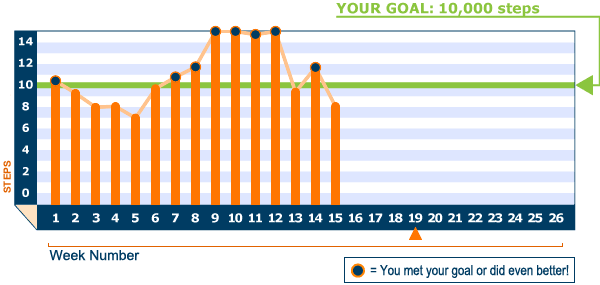 YOUR GOAL: 10,000 steps
14
12
10
8
6
4
2
0
STEPS
1 2 3 4 5 6 7 8 9 10 11 12 13 14 15 16 17 18 19 20 21 22 23 24 25 26
Week Number
= You met your goal or did even better!